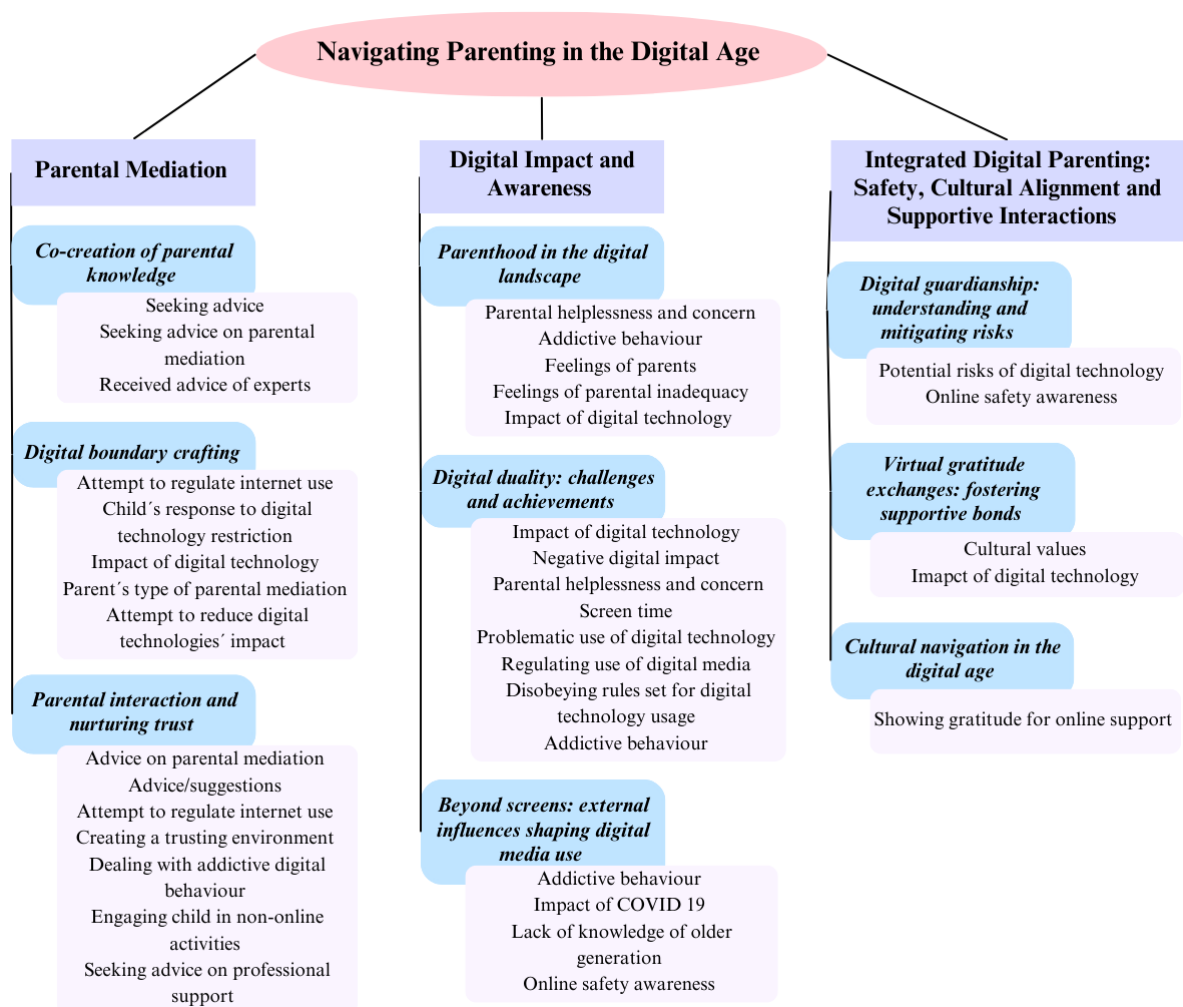 Navigating Parenting in the Digital Age
Parental Mediation
Co-creation of parental
knowledge
Seeking advice
Seeking advice on parental
mediation
Received advice of experts
Digital boundary crafting
Attempt to regulate internet use
Child´s response to digital
technology restriction
Impact of digital technology
Parent´s type of parental mediation
Attempt to reduce digital
technologies´ impact
Parental interaction and
nurturing trust
Advice on parental mediation
Advice/suggestions
Attempt to regulate internet use
Creating a trusting environment
Dealing with addictive digital
behaviour
Engaging child in non-online
activities
Seeking advice on professional
support
Digital Impact and
Awareness
Parenthood in the digital
landscape
Parental helplessness and concern
Addictive behaviour
Feelings of parents
Feelings of parental inadequacy
Impact of digital technology
Digital duality: challenges
and achievements
Impact of digital technology
Negative digital impact
Parental helplessness and concern
Screen time
Problematic use of digital technology
Regulating use of digital media
Disobeying rules set for digital
technology usage
Addictive behaviour
Beyond screens: external
influences shaping digital
media use
Addictive behaviour
Impact of COVID 19
Lack of knowledge of older
generation
Online safety awareness
Integrated Digital Parenting:
Safety, Cultural Alignment and
Supportive Interactions
Digital guardianship:
understanding and
mitigating risks
Potential risks of digital technology
Online safety awareness
Virtual gratitude
exchanges: fostering
supportive bonds
Cultural values
Imapct of digital technology
Cultural navigation in the
digital age
Showing gratitude for online support